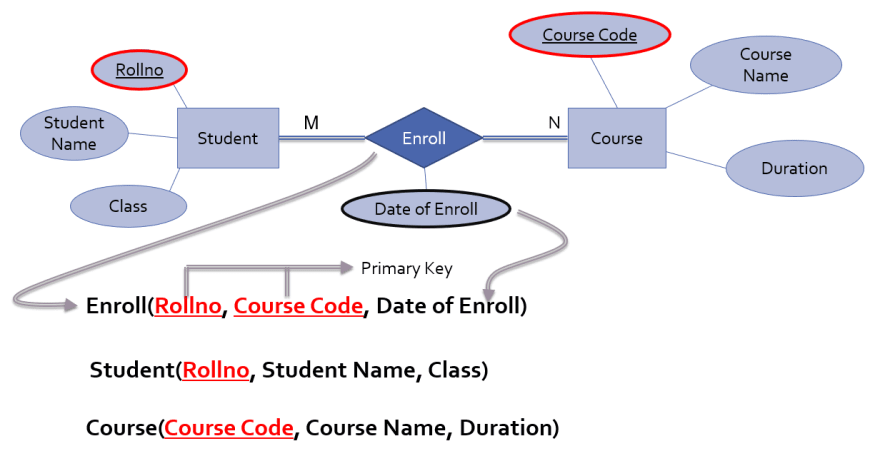 Course Code
Course
Name
Rollno
Student
Name
Student
M
Enroll
N
Course
Duration
Class
Date of Enroll
Primary Key
Enroll(Rollno, Course Code, Date of Enroll)
Student(Rollno, Student Name, Class)
Course(Course Code, Course Name, Duration)